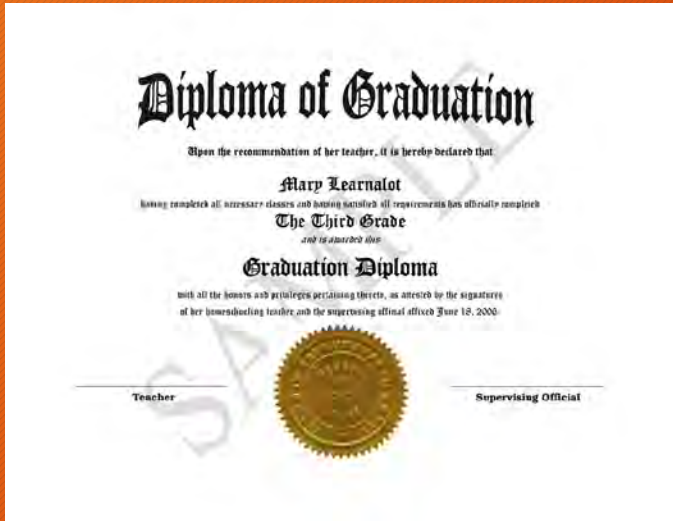 Diploma of Graduation
Upon the recommendation of her teacher, it is hereby declared that
Mary Learnalot
having completed all necessary classes and having satisfied all requirements has officially completed
The Third Grade
and is awarded this
Graduation Diploma
with all the honors and privileges pertaining thereto, as attested by the signatures
of her homeschooling teacher and the supervising official affixed June 18, 2006
SAMPLE
Teacher
Supervising Official